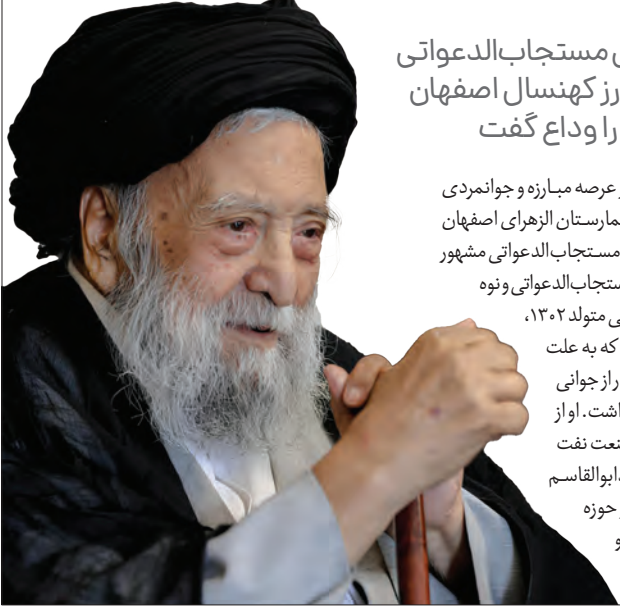 مستجاب‌الدعواتی
رز کهنسال اصفهان
را وداع گفت
عرصه مبارزه و جوانمردی
مارستان الزهرای اصفهان
مستجاب‌الدعواتی مشهور
ستجاب‌الدعواتی و نوه
ی متولد ۱۳۰۲،
که به علت
ر از جوانی
اشت. او از
نعت نفت
ابوالقاسم
حوزه
و